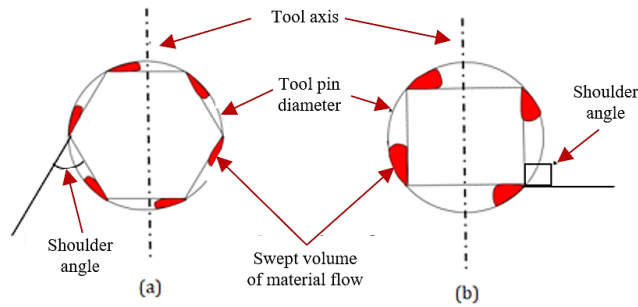 Tool axis
Tool pin
diameter
Shoulder
angle
Shoulder
angle
Swept volume
of material flow
(a)
(b)